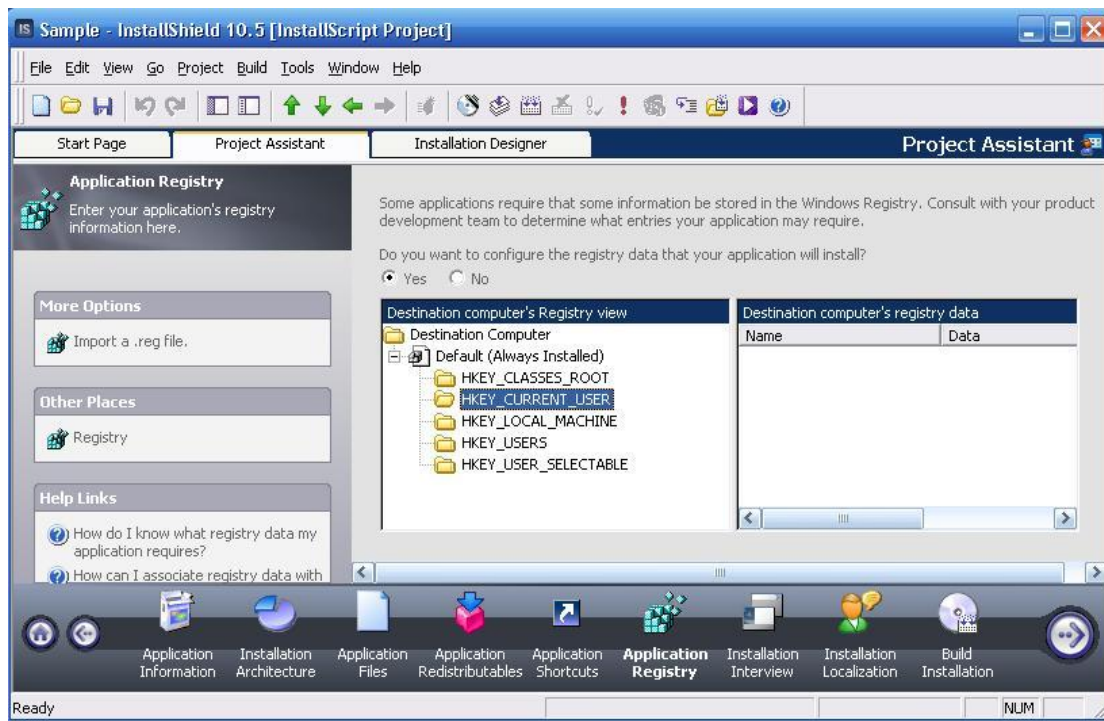 IS Sample - InstallShield 10.5 [InstallScript Project]
File Edit View Go Project Build Tools Window Help
Start Page Project Assistant Installation Designer Project Assistant
Application Registry
Enter your application's registry
information here.
More Options
Import a .reg file.
Other Places
Registry
Help Links
How do I know what registry data my
application requires?
How can I associate registry data with
Some applications require that some information be stored in the Windows Registry. Consult with your product
development team to determine what entries your application may require.
Do you want to configure the registry data that your application will install?
Yes No
Destination computer's Registry view
Destination Computer
Default (Always Installed)
HKEY_CLASSES_ROOT
HKEY_CURRENT_USER
HKEY_LOCAL_MACHINE
HKEY_USERS
HKEY_USER_SELECTABLE
Destination computer's registry data
Name Data
Application
Information
Installation
Architecture
Application
Files
Application
Redistributables
Application
Shortcuts
Application
Registry
Installation
Interview
Installation
Localization
Build
Installation
Ready NUM